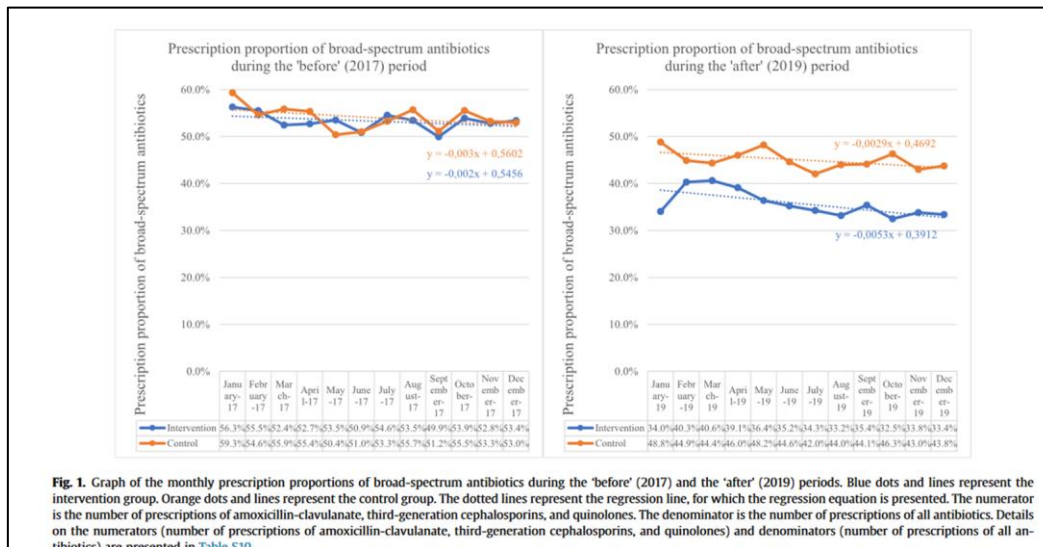 Prescription proportion of broad-spectrum antibiotics
during the 'before' (2017) period
Prescription proportion of broad-spectrum antibiotics
60.0%
50.0%
40.0%
30.0%
20.0%
10.0%
0.0%
y = -0,003x + 0,5602
y = -0,002x + 0,5456
Janu Febr Mar Apri May June July Aug Sept Octo Nov Dec
ary- uary- ch- l-17 -17 -17 -17 ust- emb ber- emb emb
17 17 17 17 er- 17 er- er-
17 17 17
Intervention 56.3% 55.5% 52.4% 52.7% 53.5% 50.9% 54.6% 53.5% 49.9% 53.9% 52.8% 53.4%
Control 59.3% 54.6% 55.9% 55.4% 50.4% 51.0% 53.3% 55.7% 51.2% 55.5% 53.3% 53.0%
Prescription proportion of broad-spectrum antibiotics
during the 'after' (2019) period
Prescription proportion of broad-spectrum antibiotics
60.0%
50.0%
40.0%
30.0%
20.0%
10.0%
0.0%
y = -0,0029x + 0,4692
y = -0,0053x + 0,3912
Janu Febr Mar Apri May June July Aug Sept Octo Nov Dec
ary- uary ch- l-19 -19 -19 -19 ust- emb ber- emb emb
19 -19 19 19 er- 19 er- er-
19 19 19
Intervention 34.0% 40.3% 40.6% 39.1% 36.4% 35.2% 34.3% 33.2% 35.4% 32.5% 33.8% 33.4%
Control 48.8% 44.9% 44.4% 46.0% 48.2% 44.6% 42.0% 44.0% 44.1% 46.3% 43.0% 43.8%
Fig. 1. Graph of the monthly prescription proportions of broad-spectrum antibiotics during the 'before' (2017) and the 'after' (2019) periods. Blue dots and lines represent the
intervention group. Orange dots and lines represent the control group. The dotted lines represent the regression line, for which the regression equation is presented. The numerator
is the number of prescriptions of amoxicillin-clavulanate, third-generation cephalosporins, and quinolones. The denominator is the number of prescriptions of all antibiotics. Details
on the numerators (number of prescriptions of amoxicillin-clavulanate, third-generation cephalosporins, and quinolones) and denominators (number of prescriptions of all an-
tibiotics) are presented in Table S10.